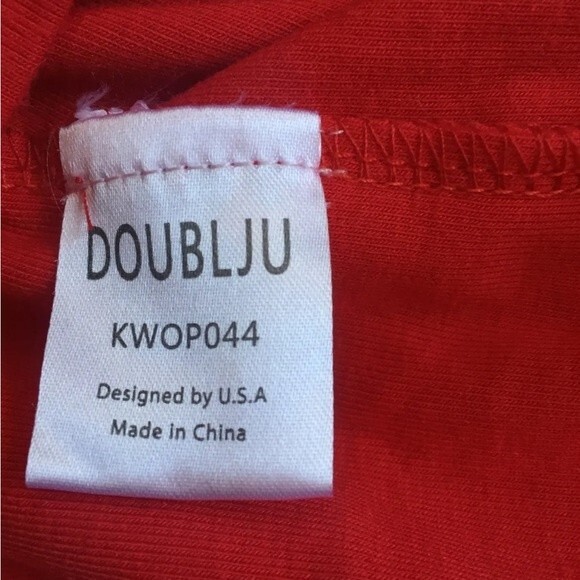 DOUBLJU
KWOP044
Designed by U.S.A
Made in China